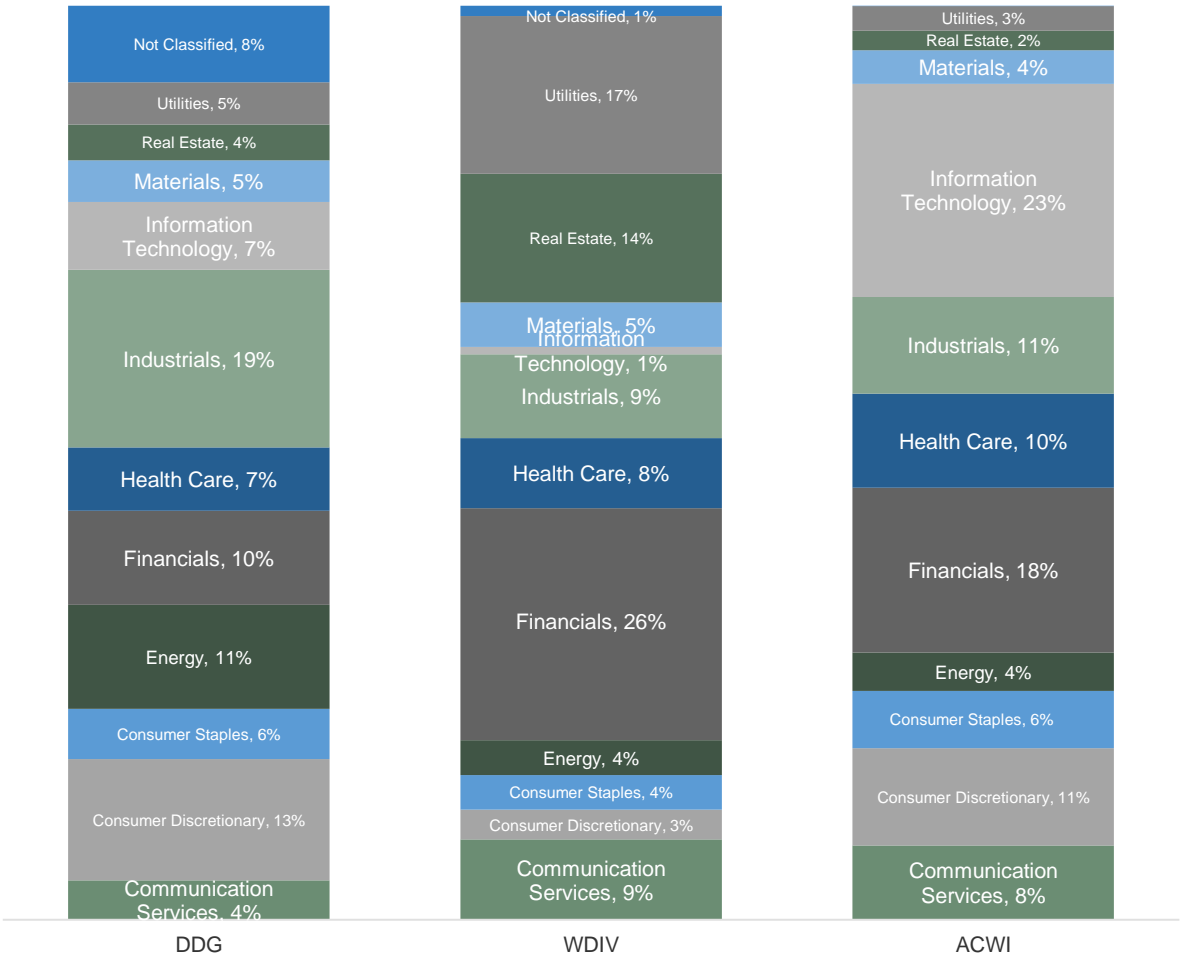 Not Classified, 8%
Utilities, 5%
Real Estate, 4%
Materials, 5%
Information
Technology, 7%
Industrials, 19%
Health Care, 7%
Financials, 10%
Energy, 11%
Consumer Staples, 6%
Consumer Discretionary, 13%
Communication
Services, 4%
DDG
Not Classified, 1%
Utilities, 17%
Real Estate, 14%
Materials, 5%
Information
Technology, 1%
Industrials, 9%
Health Care, 8%
Financials, 26%
Energy, 4%
Consumer Staples, 4%
Consumer Discretionary, 3%
Communication
Services, 9%
WDIV
Utilities, 3%
Real Estate, 2%
Materials, 4%
Information
Technology, 23%
Industrials, 11%
Health Care, 10%
Financials, 18%
Energy, 4%
Consumer Staples, 6%
Consumer Discretionary, 11%
Communication
Services, 8%
ACWI